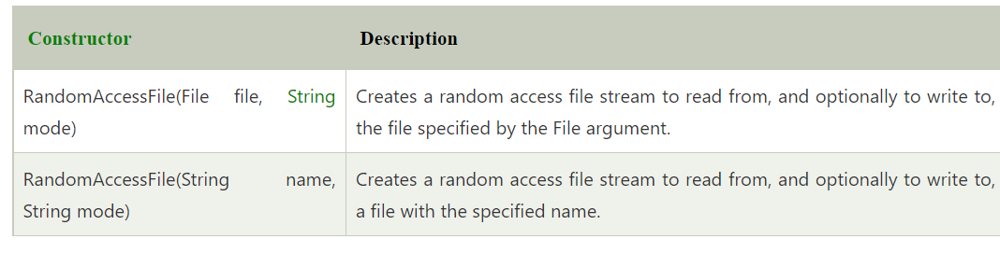 Constructor Description
RandomAccessFile(File file, String Creates a random access file stream to read from, and optionally to write to,
mode) the file specified by the File argument.
RandomAccessFile(String name, Creates a random access file stream to read from, and optionally to write to,
String mode) a file with the specified name.